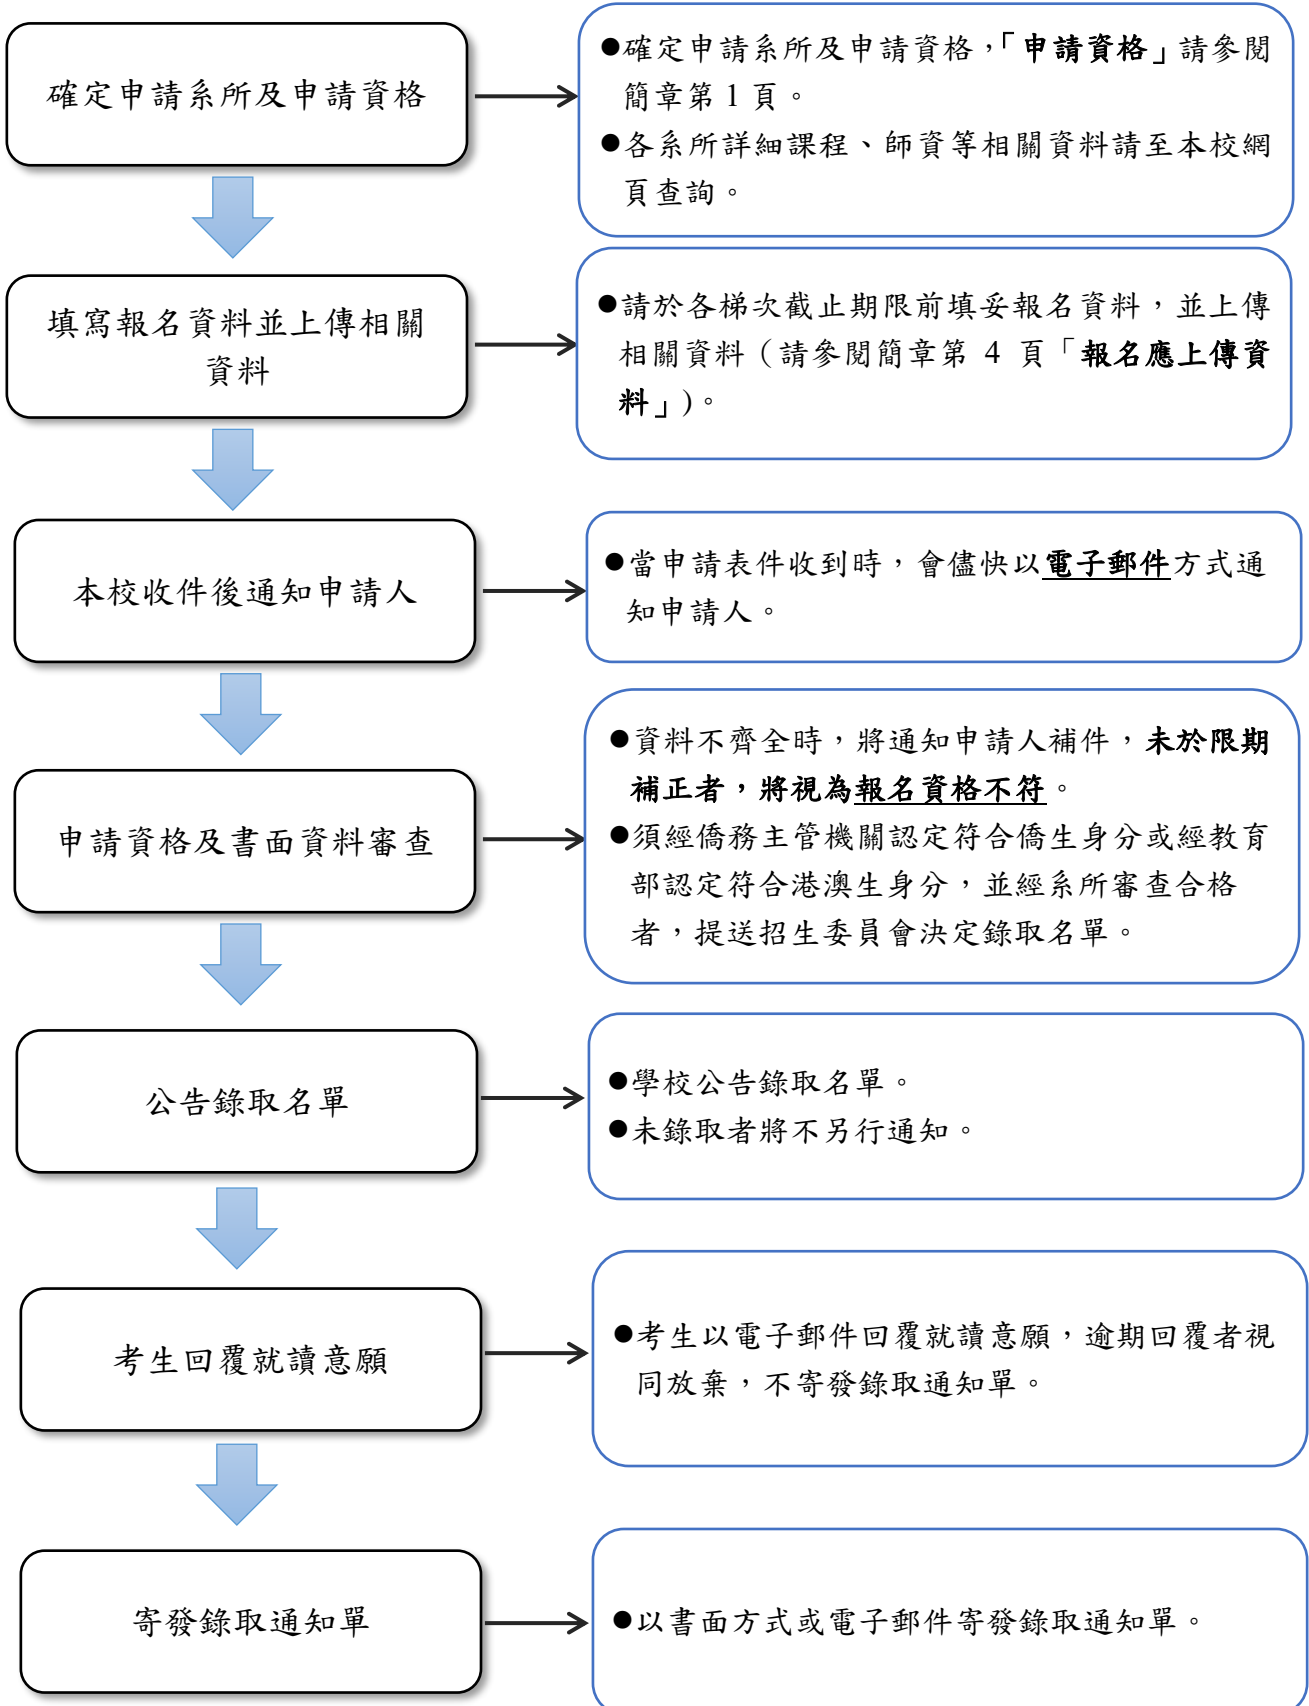 確定申請系所及申請資格
●確定申請系所及申請資格，「申請資格」請參閱
簡章第 1 頁。
●各系所詳細課程、師資等相關資料請至本校網
頁查詢。
填寫報名資料並上傳相關
資料
●請於各梯次截止期限前填妥報名資料，並上傳
相關資料（請參閱簡章第 4 頁「報名應上傳資
料」)。
本校收件後通知申請人
●當申請表件收到時，會儘快以電子郵件方式通
知申請人。
申請資格及書面資料審查
●資料不齊全時，將通知申請人補件，未於限期
補正者，將視為報名資格不符。
●須經僑務主管機關認定符合僑生身分或經教育
部認定符合港澳生身分，並經系所審查合格
者，提送招生委員會決定錄取名單。
公告錄取名單
●學校公告錄取名單。
●未錄取者將不另行通知。
考生回覆就讀意願
●考生以電子郵件回覆就讀意願，逾期回覆者視
同放棄，不寄發錄取通知單。
寄發錄取通知單
●以書面方式或電子郵件寄發錄取通知單。